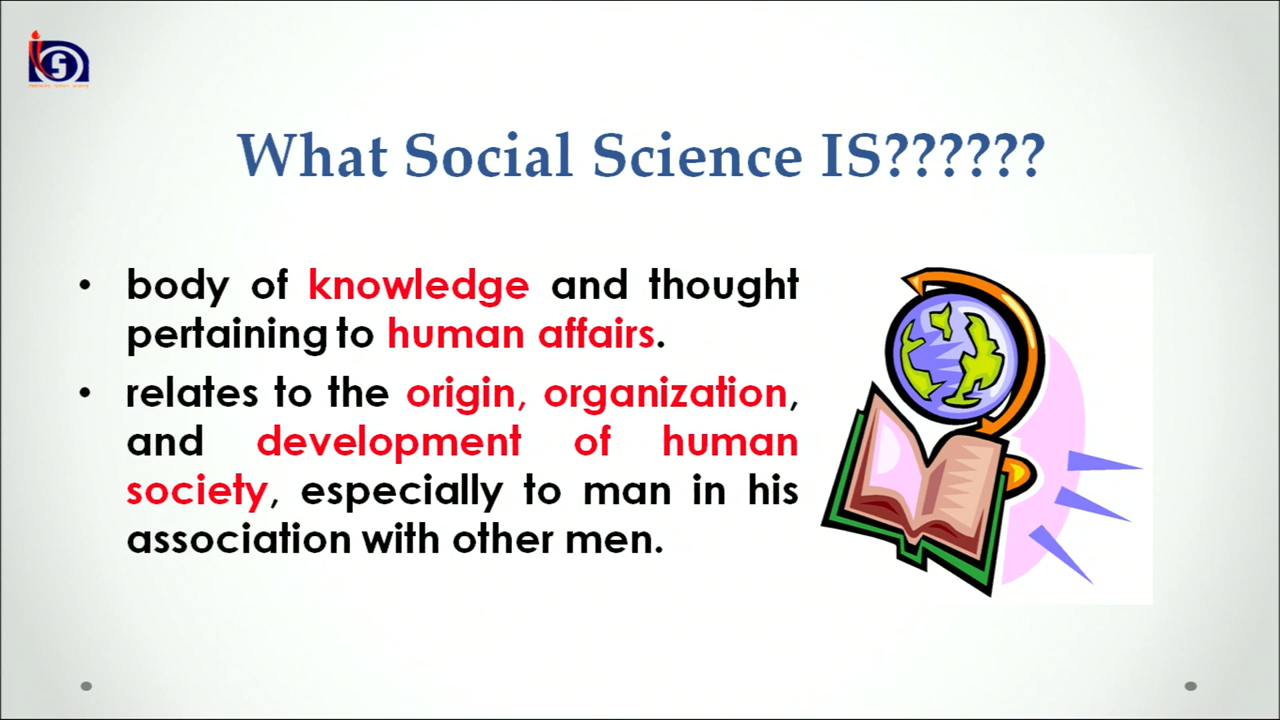 What Social Science IS??????
• body of knowledge and thought
pertaining to human affairs.
• relates to the origin, organization,
and development of human
society, especially to man in his
association with other men.